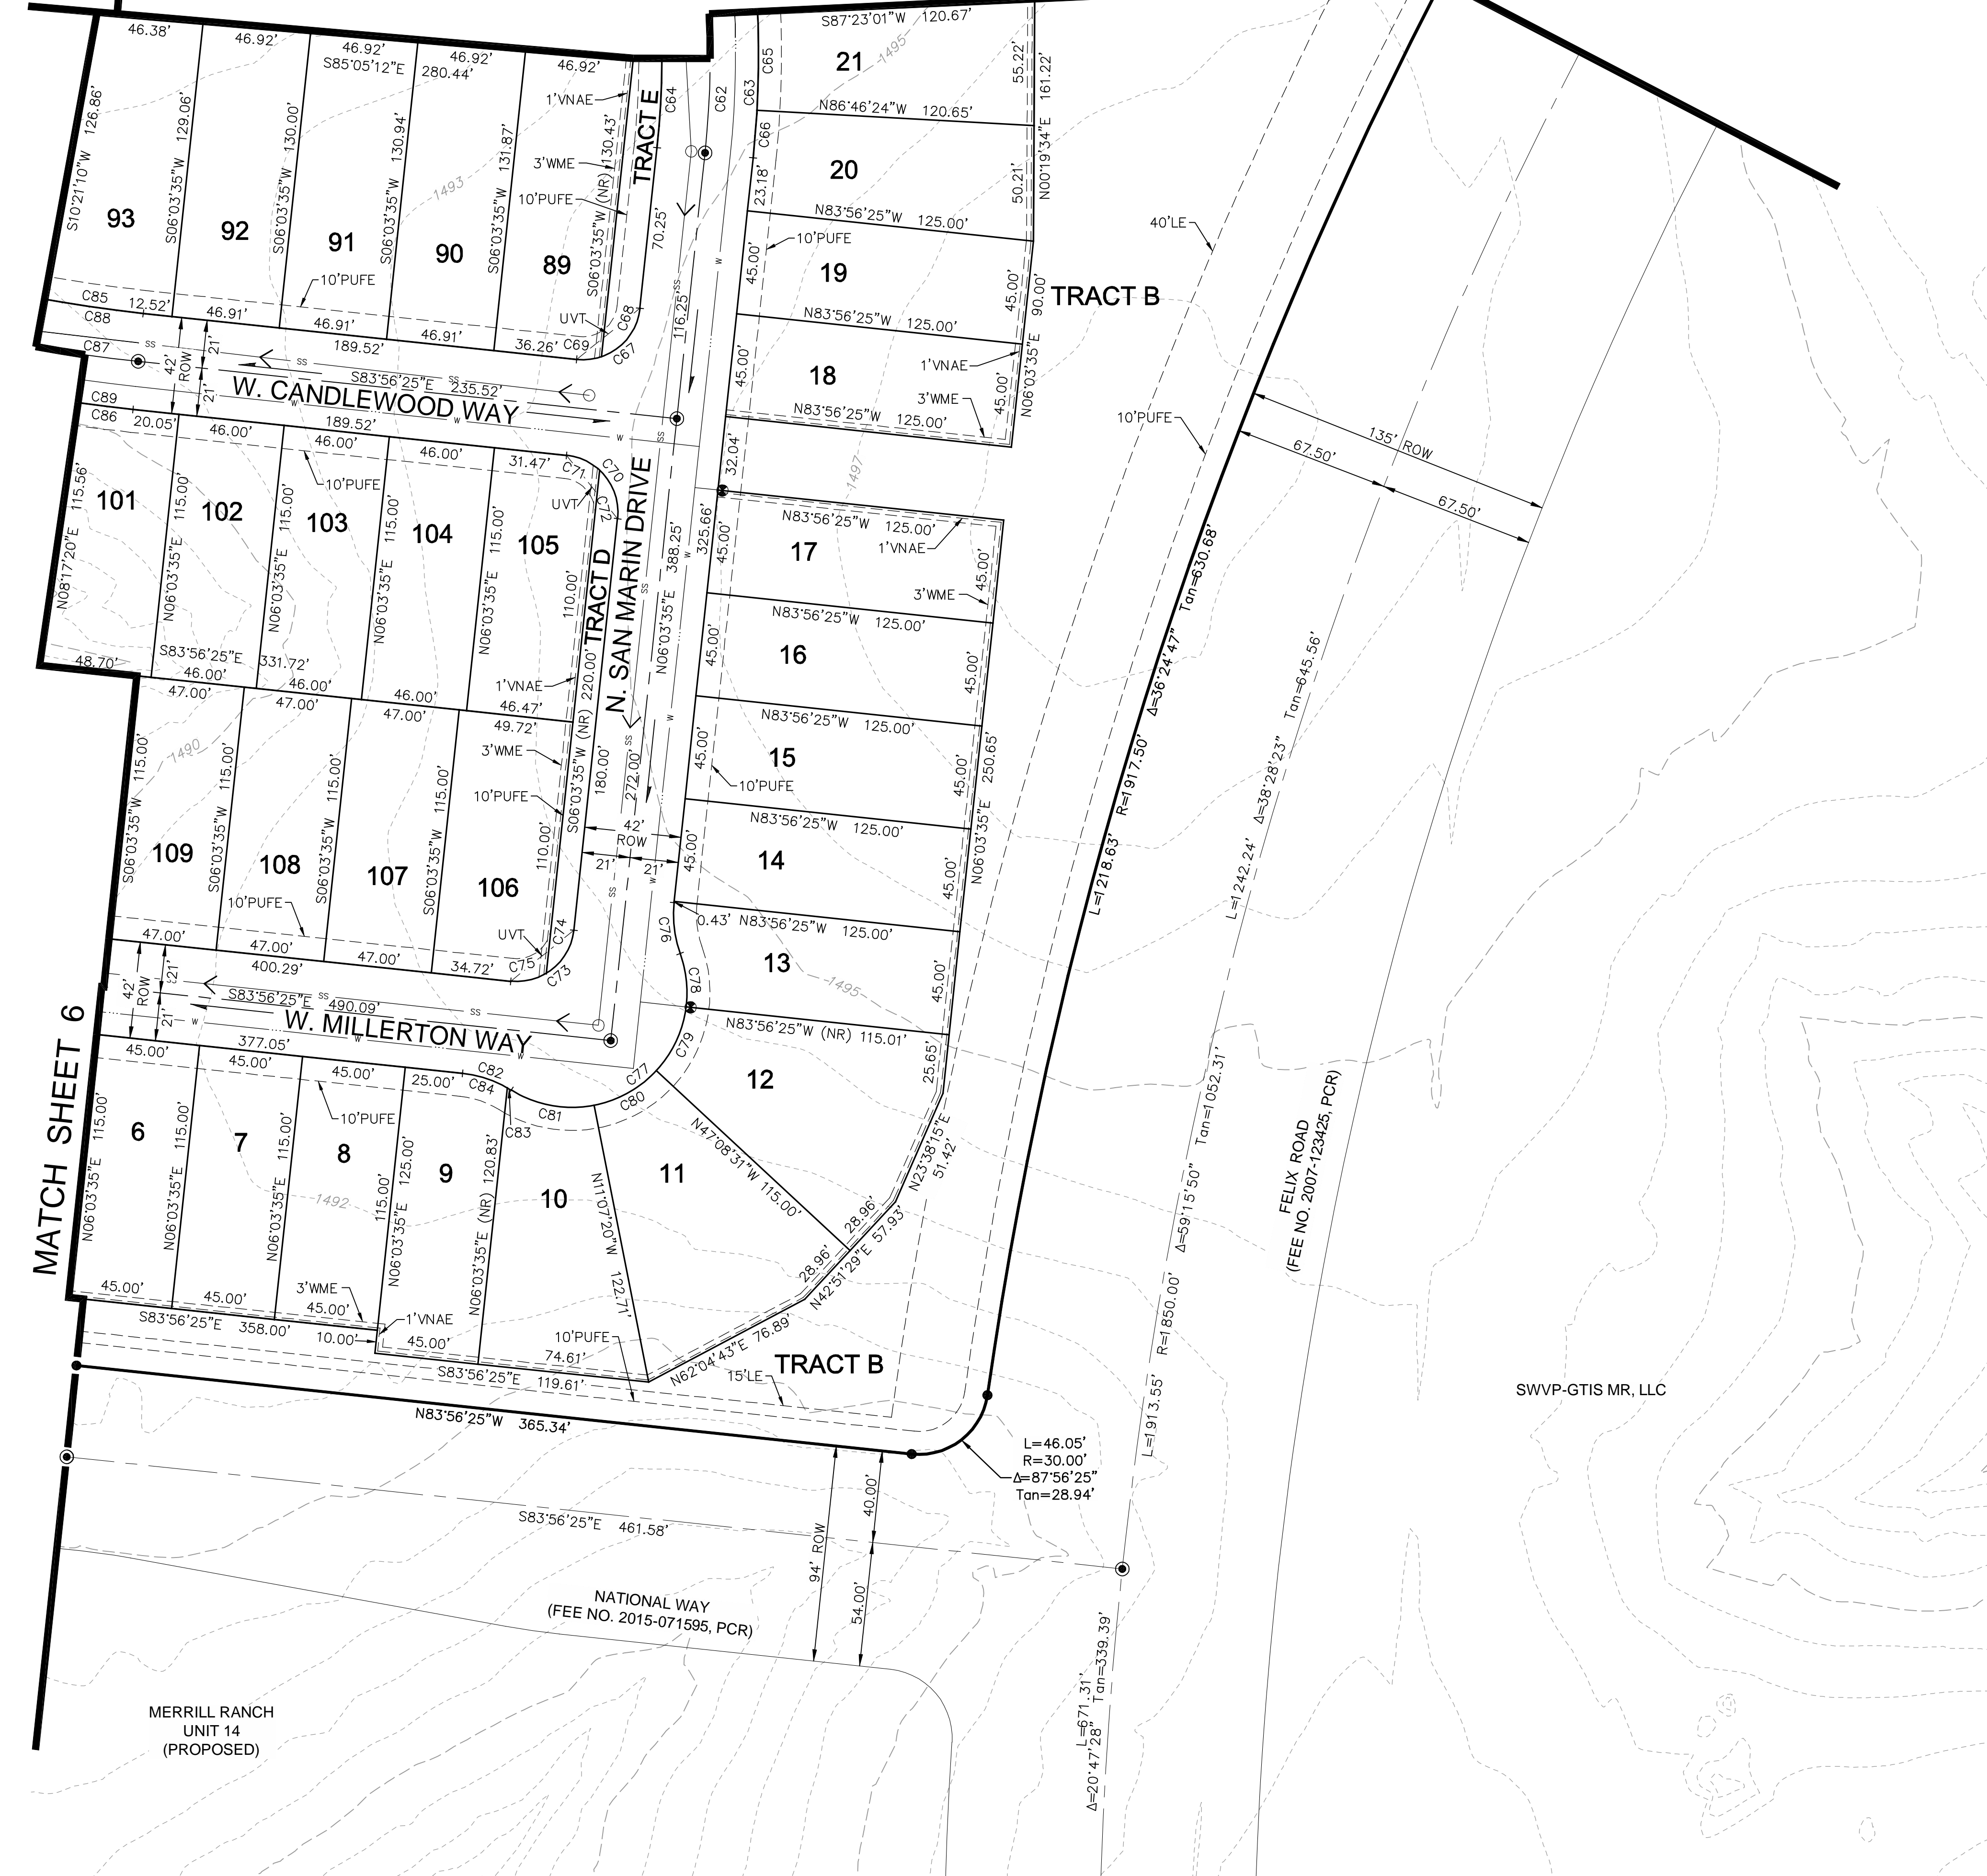 S87°23'01"W 120.67'
46.38'
46.92'
46.92'
46.92'
46.92'
S85°05'12"E 280.44'
S10°21'10"W 126.86'
S06°03'35"W 129.06'
S06°03'35"W 130.00'
S06°03'35"W 130.94'
S06°03'35"W 131.87'
S06°03'35"W (NR) 130.43'
1'VNAE
3'WME
10'PUFE
TRACT E
C64
C62
C63
C65
C66
21
1495
55.22'
N00°19'34"E 161.22'
N86°46'24"W 120.65'
20
23.18'
50.21'
N83°56'25"W 125.00'
10'PUFE
19
45.00'
45.00'
N83°56'25"W 125.00'
1'VNAE
18
45.00'
45.00'
N06°03'35"E 90.00'
3'WME
N83°56'25"W 125.00'
TRACT B
40'LE
10'PUFE
93
92
91
90
89
1493
10'PUFE
70.25'
116.25'
SS
W
UVT
C68
C69
C67
C85
12.52'
46.91'
46.91'
46.91'
36.26'
C88
C87
189.52'
42'
ROW
21'
21'
SS
SS
SS
S83°56'25"E 235.52'
W. CANDLEWOOD WAY
W
W
W
C89
C86
20.05'
189.52'
46.00'
46.00'
46.00'
31.47'
C71
C70
C72
UVT
10'PUFE
101
102
103
104
105
N08°17'20"E 115.56'
N06°03'35"E 115.00'
N06°03'35"E 115.00'
N06°03'35"E 115.00'
N06°03'35"E 115.00'
110.00'
TRACT D
S06°03'35"W (NR) 220.00'
N. SAN MARIN DRIVE
N06°03'35"E 388.25'
325.66'
32.04'
1497
135' ROW
67.50'
67.50'
N83°56'25"W 125.00'
1'VNAE
17
45.00'
45.00'
3'WME
N83°56'25"W 125.00'
16
45.00'
45.00'
N83°56'25"W 125.00'
15
45.00'
45.00'
10'PUFE
N06°03'35"E 250.65'
N83°56'25"W 125.00'
14
45.00'
45.00'
0.43'
N83°56'25"W 125.00'
13
1495
45.00'
N83°56'25"W (NR) 115.01'
48.70'
S83°56'25"E 331.72'
46.00'
46.00'
46.00'
46.47'
47.00'
47.00'
47.00'
49.72'
1'VNAE
3'WME
10'PUFE
1490
S06°03'35"W 115.00'
S06°03'35"W 115.00'
S06°03'35"W 115.00'
S06°03'35"W 115.00'
110.00'
180.00'
272.00'
42'
ROW
21'
21'
109
108
107
106
10'PUFE
UVT
C74
C75
C73
C76
C78
C79
47.00'
47.00'
47.00'
34.72'
400.29'
42'
ROW
21'
21'
SS
SS
S83°56'25"E 490.09'
W. MILLERTON WAY
W
W
377.05'
45.00'
45.00'
45.00'
25.00'
C82
C84
C83
C81
C80
C77
10'PUFE
MATCH SHEET 6
6
7
8
9
10
11
12
N06°03'35"E 115.00'
N06°03'35"E 115.00'
N06°03'35"E 115.00'
115.00'
N06°03'35"E 125.00'
N06°03'35"E (NR) 120.83'
N11°07'20"W 122.71'
N47°08'31"W 115.00'
25.65'
N23°38'15"E
51.42'
28.96'
28.96'
N42°51'29"E 57.93'
N62°04'43"E 76.89'
1492
3'WME
1'VNAE
45.00'
45.00'
45.00'
S83°56'25"E 358.00'
10.00'
45.00'
10'PUFE
74.61'
S83°56'25"E 119.61'
15'LE
TRACT B
N83°56'25"W 365.34'
L=46.05'
R=30.00'
Δ=87°56'25"
Tan=28.94'
L=1218.63' R=1917.50' Δ=36°24'47" Tan=630.68'
L=1242.24' Δ=38°28'23" Tan=645.56'
L=1913.55' R=1850.00' Δ=59°15'50" Tan=1052.31'
FELIX ROAD
(FEE NO. 2007-123425, PCR)
SWVP-GTIS MR, LLC
S83°56'25"E 461.58'
94' ROW
40.00'
54.00'
NATIONAL WAY
(FEE NO. 2015-071595, PCR)
L=671.31'
Δ=20°47'28" Tan=339.39'
MERRILL RANCH
UNIT 14
(PROPOSED)